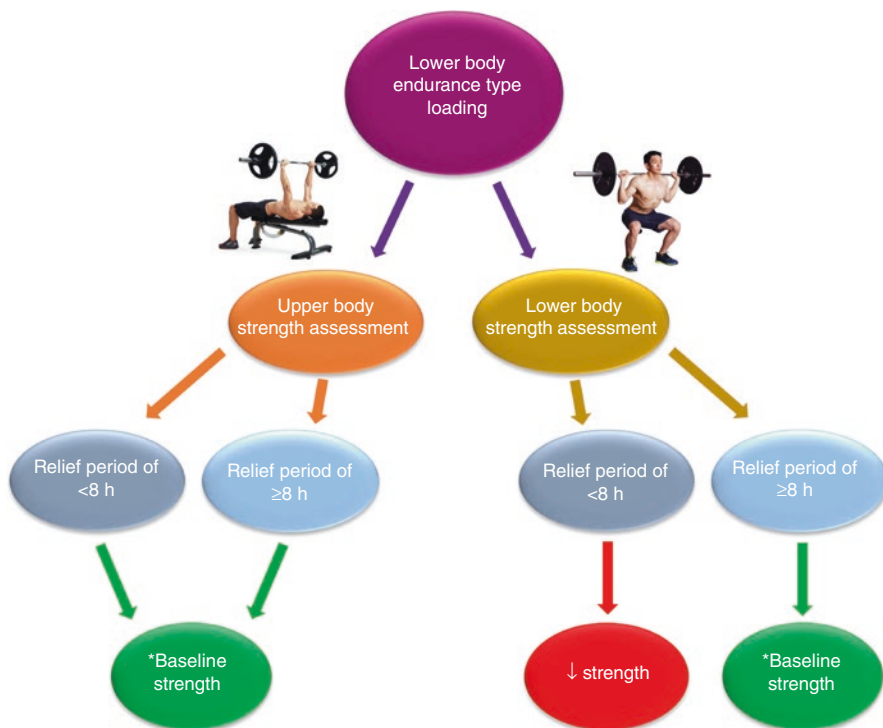 Lower body
endurance type
loading
Upper body
strength assessment
Lower body
strength assessment
Relief period of
<8 h
Relief period of
≥8 h
Relief period of
<8 h
Relief period of
≥8 h
*Baseline
strength
↓ strength
*Baseline
strength